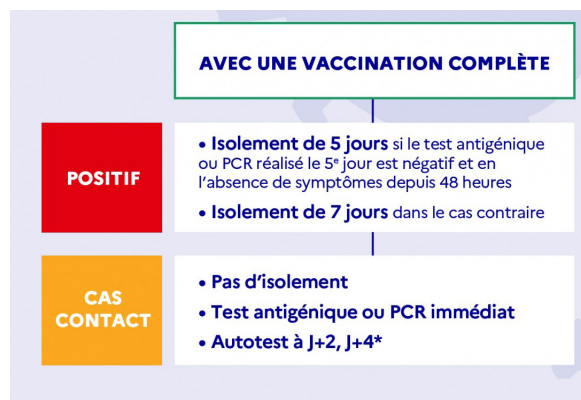 AVEC UNE VACCINATION COMPLÈTE
POSITIF
• Isolement de 5 jours si le test antigénique
ou PCR réalisé le 5e jour est négatif et en
l'absence de symptômes depuis 48 heures
• Isolement de 7 jours dans le cas contraire
CAS
CONTACT
• Pas d'isolement
• Test antigénique ou PCR immédiat
• Autotest à J+2, J+4*